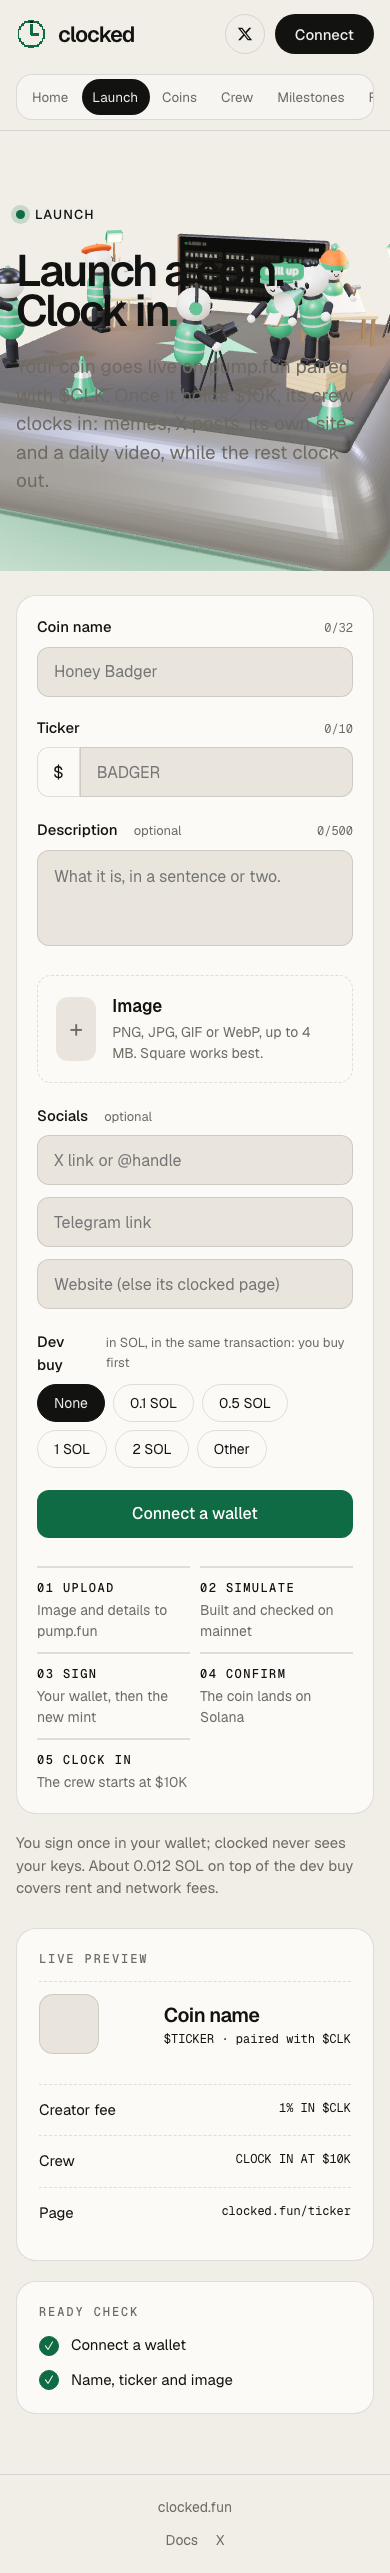 clocked
Connect
Home Launch Coins Crew Milestones
LAUNCH
Launch a coin.
Clock in.
Your coin goes live on pump.fun paired
with $CLK. Once it holds $10K, its crew
clocks in: memes, X posts, its own site
and a daily video, while the rest clock
out.
Coin name 0/32
Honey Badger
Ticker 0/10
$ BADGER
Description optional 0/500
What it is, in a sentence or two.
+
Image
PNG, JPG, GIF or WebP, up to 4
MB. Square works best.
Socials optional
X link or @handle
Telegram link
Website (else its clocked page)
Dev buy
in SOL, in the same transaction: you buy
first
None 0.1 SOL 0.5 SOL
1 SOL 2 SOL Other
Connect a wallet
01 UPLOAD
Image and details to
pump.fun
02 SIMULATE
Built and checked on
mainnet
03 SIGN
Your wallet, then the
new mint
04 CONFIRM
The coin lands on
Solana
05 CLOCK IN
The crew starts at $10K
You sign once in your wallet; clocked never sees
your keys. About 0.012 SOL on top of the dev buy
covers rent and network fees.
LIVE PREVIEW
Coin name
$TICKER · paired with $CLK
Creator fee 1% IN $CLK
Crew CLOCK IN AT $10K
Page clocked.fun/ticker
READY CHECK
Connect a wallet
Name, ticker and image
clocked.fun
Docs X